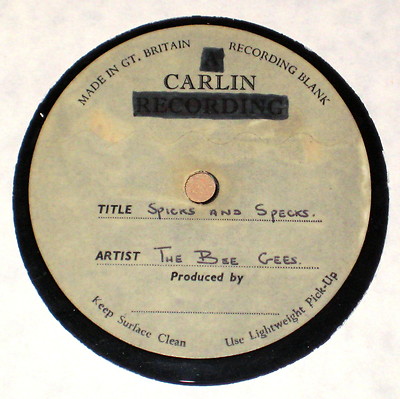 MADE IN GT. BRITAIN
RECORDING BLANK
A
CARLIN
RECORDING
TITLE SPICKS AND SPECKS.
ARTIST THE BEE GEES.
Produced by
Keep Surface Clean
Use Lightweight Pick-Up